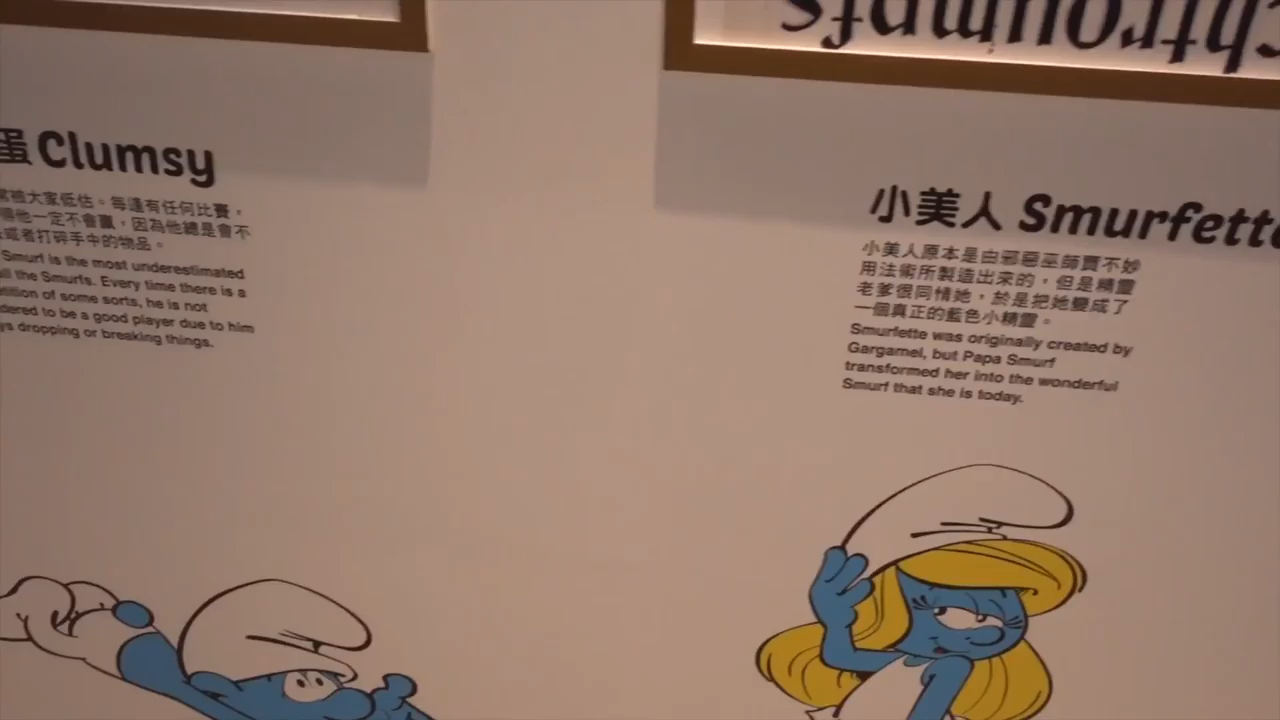 chtroumpfs
蛋 Clumsy
常被大家低估。每逢有任何比賽，
得他一定不會贏，因為他總是會不
或者打碎手中的物品。
Smurf is the most underestimated
all the Smurfs. Every time there is a
etition of some sorts, he is not
dered to be a good player due to him
ys dropping or breaking things.
小美人 Smurfette
小美人原本是由邪惡巫師賈不妙
用法術所製造出來的，但是精靈
老爹很同情她，於是把她變成了
一個真正的藍色小精靈。
Smurfette was originally created by
Gargamel, but Papa Smurf
transformed her into the wonderful
Smurf that she is today.